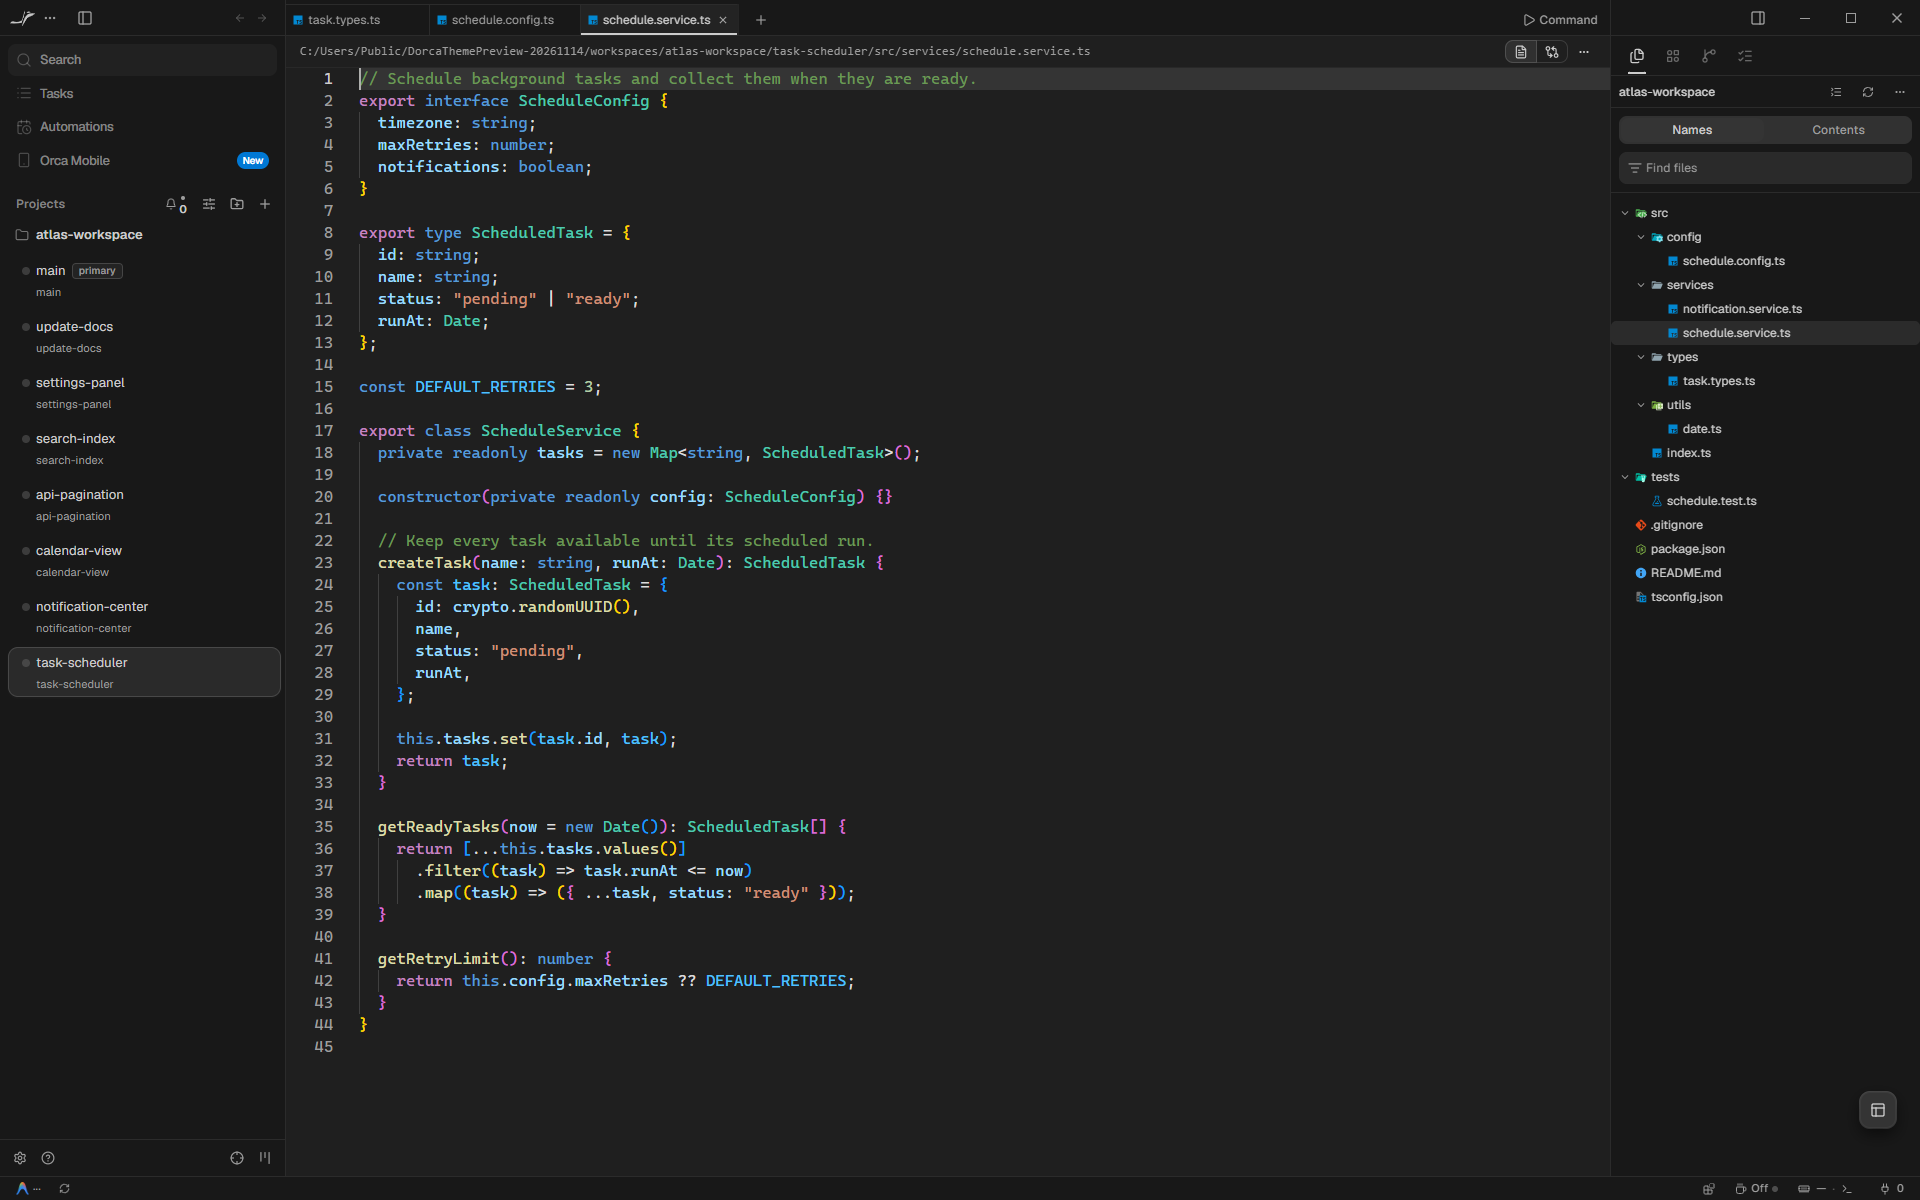 task.types.ts
schedule.config.ts
schedule.service.ts
Command
Search
Tasks
Automations
Orca Mobile New
Projects 0
atlas-workspace
main primary
main
update-docs
update-docs
settings-panel
settings-panel
search-index
search-index
api-pagination
api-pagination
calendar-view
calendar-view
notification-center
notification-center
task-scheduler
task-scheduler
C:/Users/Public/DorcaThemePreview-20261114/workspaces/atlas-workspace/task-scheduler/src/services/schedule.service.ts
1 // Schedule background tasks and collect them when they are ready.
2 export interface ScheduleConfig {
3   timezone: string;
4   maxRetries: number;
5   notifications: boolean;
6 }
7
8 export type ScheduledTask = {
9   id: string;
10   name: string;
11   status: "pending" | "ready";
12   runAt: Date;
13 };
14
15 const DEFAULT_RETRIES = 3;
16
17 export class ScheduleService {
18   private readonly tasks = new Map<string, ScheduledTask>();
19
20   constructor(private readonly config: ScheduleConfig) {}
21
22   // Keep every task available until its scheduled run.
23   createTask(name: string, runAt: Date): ScheduledTask {
24     const task: ScheduledTask = {
25       id: crypto.randomUUID(),
26       name,
27       status: "pending",
28       runAt,
29     };
30
31     this.tasks.set(task.id, task);
32     return task;
33   }
34
35   getReadyTasks(now = new Date()): ScheduledTask[] {
36     return [...this.tasks.values()]
37       .filter((task) => task.runAt <= now)
38       .map((task) => ({ ...task, status: "ready" }));
39   }
40
41   getRetryLimit(): number {
42     return this.config.maxRetries ?? DEFAULT_RETRIES;
43   }
44 }
45
atlas-workspace
Names Contents
Find files
src
config
schedule.config.ts
services
notification.service.ts
schedule.service.ts
types
task.types.ts
utils
date.ts
index.ts
tests
schedule.test.ts
.gitignore
package.json
README.md
tsconfig.json
Off
0